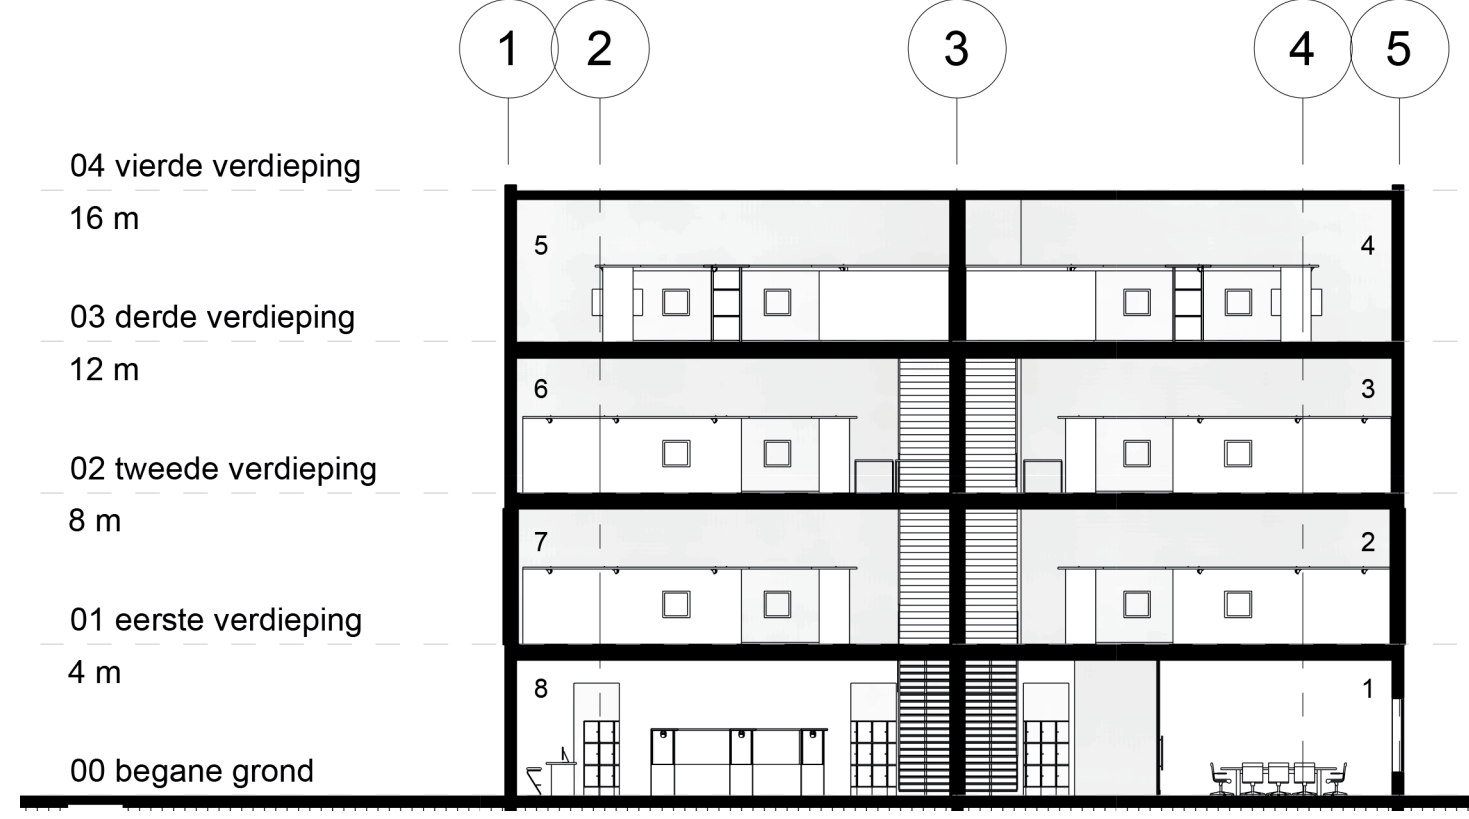 1 2 3 4 5
04 vierde verdieping
16 m
5 4
03 derde verdieping
12 m
6 3
02 tweede verdieping
8 m
7 2
01 eerste verdieping
4 m
8 1
00 begane grond